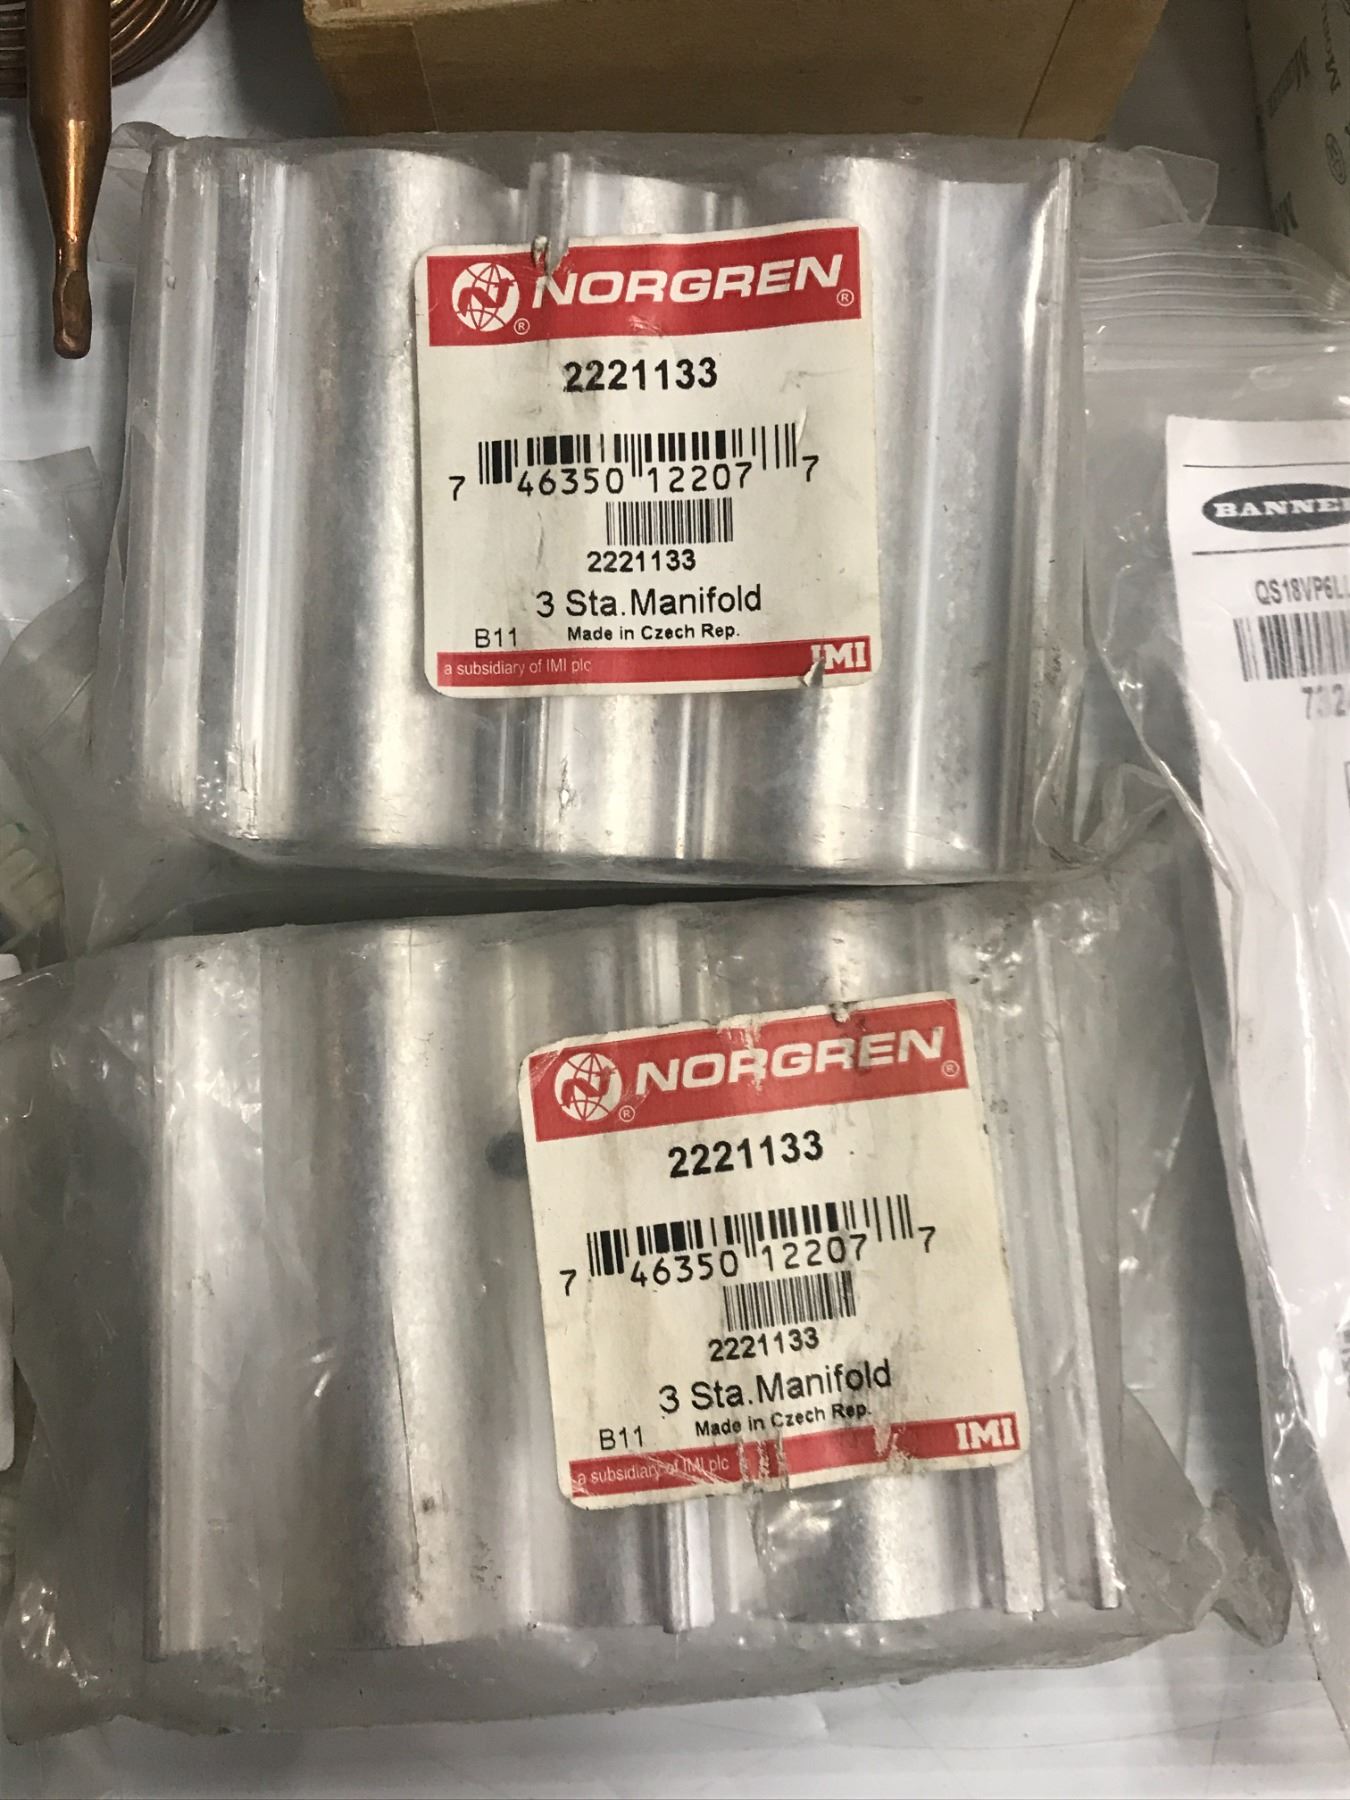 NORGREN
2221133
7 46350 12207 7
2221133
3 Sta.Manifold
B11 Made in Czech Rep.
a subsidiary of IMI plc IMI
NORGREN
2221133
7 46350 12207 7
2221133
3 Sta.Manifold
B11 Made in Czech Rep.
a subsidiary of IMI plc IMI
BANNER